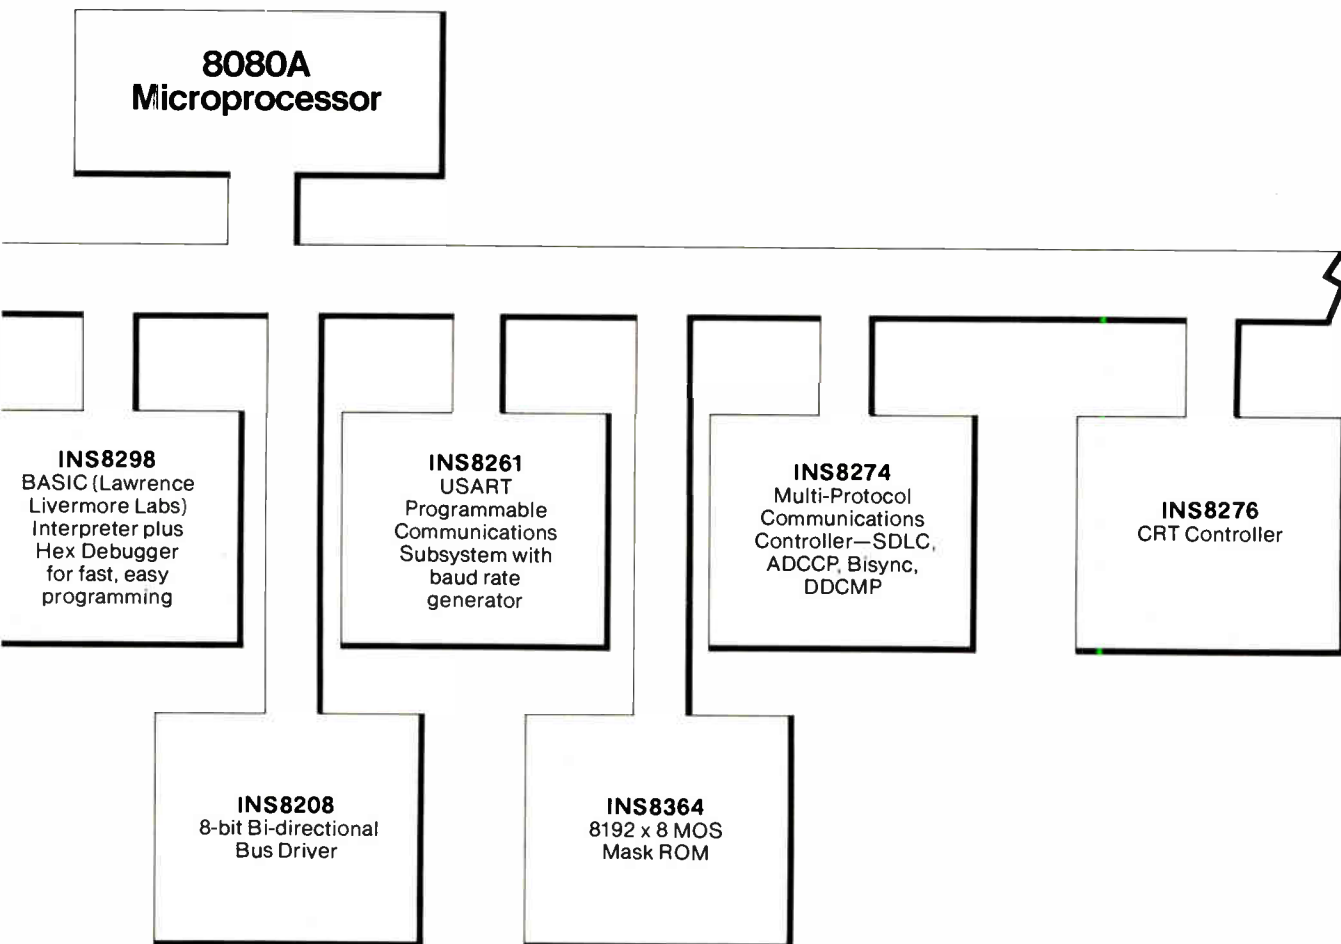 8080A
Microprocessor
INS8298
BASIC (Lawrence
Livermore Labs)
Interpreter plus
Hex Debugger
for fast, easy
programming
INS8261
USART
Programmable
Communications
Subsystem with
baud rate
generator
INS8274
Multi-Protocol
Communications
Controller—SDLC,
ADCCP, Bisync,
DDCMP
INS8276
CRT Controller
INS8208
8-bit Bi-directional
Bus Driver
INS8364
8192 x 8 MOS
Mask ROM